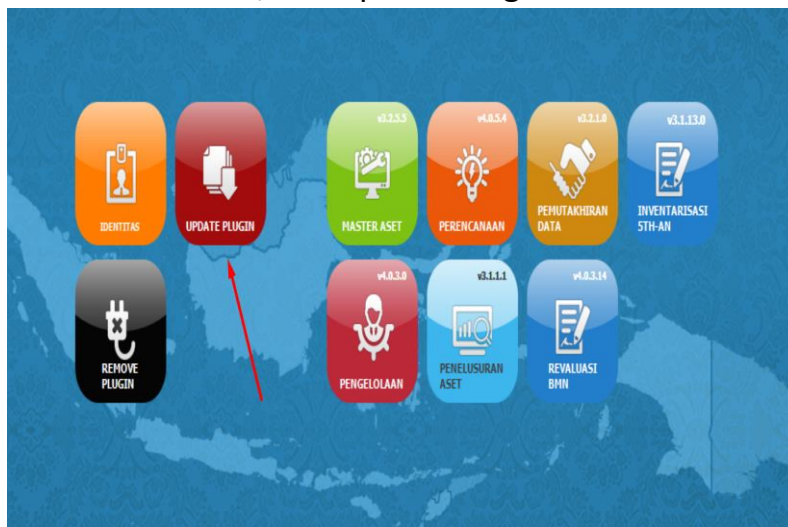 IDENTITAS
UPDATE PLUGIN
v3.2.5.5
MASTER ASET
v4.0.5.4
PERENCANAAN
v3.2.1.0
PEMUTAKHIRAN
DATA
v3.1.13.0
INVENTARISASI
5TH-AN
REMOVE
PLUGIN
v4.0.3.0
PENGELOLAAN
v3.1.1.1
PENELUSURAN
ASET
v4.0.3.14
REVALUASI
BMN